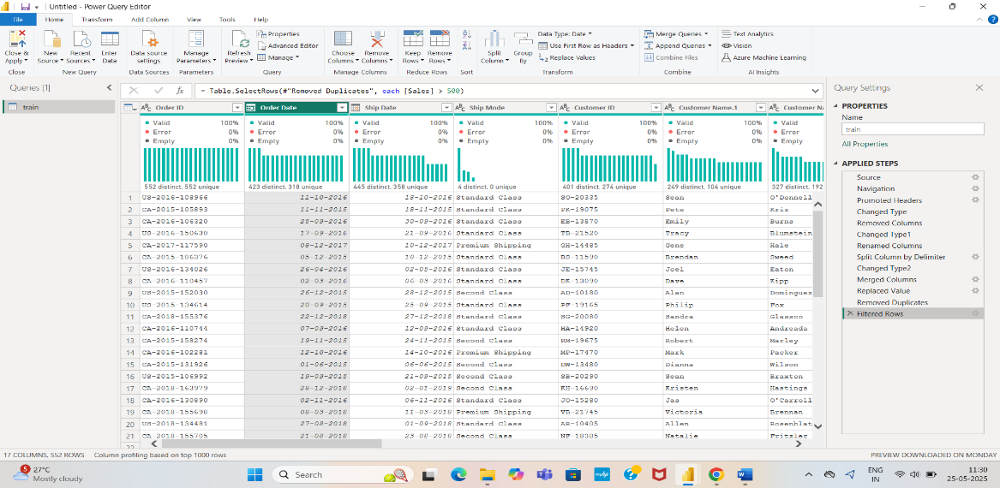 Untitled - Power Query Editor
File Home Transform Add Column View Tools Help
Close & Apply
New Source
Recent Sources
Enter Data
Data source settings
Manage Parameters
Refresh Preview
Properties
Advanced Editor
Manage
Choose Columns
Remove Columns
Keep Rows
Remove Rows
Split Column
Group By
Data Type: Date
Use First Row as Headers
Replace Values
Merge Queries
Append Queries
Combine Files
Text Analytics
Vision
Azure Machine Learning
Close New Query Data Sources Parameters Query Manage Columns Reduce Rows Sort Transform Combine AI Insights
Queries [1]
train
fx = Table.SelectRows(#"Removed Duplicates", each [Sales] > 500)
Order ID Order Date Ship Date Ship Mode Customer ID Customer Name.1
Valid 100% Valid 100% Valid 100% Valid 100% Valid 100% Valid 100% Valid
Error 0% Error 0% Error 0% Error 0% Error 0% Error 0% Error
Empty 0% Empty 0% Empty 0% Empty 0% Empty 0% Empty 0% Empty
552 distinct, 552 unique 423 distinct, 318 unique 445 distinct, 358 unique 4 distinct, 0 unique 401 distinct, 274 unique 249 distinct, 104 unique 327 distinct, 192
1 US-2016-108966 11-10-2016 18-10-2016 Standard Class SO-20335 Sean O'Donnell
2 CA-2015-105893 11-11-2015 18-11-2015 Standard Class PK-19075 Pete Kriz
3 CA-2016-106320 25-09-2016 30-09-2016 Standard Class EB-13870 Emily Burns
4 US-2016-150630 17-09-2016 21-09-2016 Standard Class TB-21520 Tracy Blumstein
5 CA-2017-117590 08-12-2017 10-12-2017 Premium Shipping GH-14485 Gene Hale
6 CA-2015-106376 05-12-2015 10-12-2015 Standard Class BS-11590 Brendan Sweed
7 US-2016-134026 26-04-2016 02-05-2016 Standard Class JE-15745 Joel Eaton
8 CA-2016-110457 02-03-2016 06-03-2016 Standard Class DK-13090 Dave Kipp
9 US-2015-152030 26-12-2015 28-12-2015 Second Class AD-10180 Alan Dominguez
10 US-2015-134614 20-09-2015 25-09-2015 Standard Class PF-19165 Philip Fox
11 CA-2018-155376 22-12-2018 27-12-2018 Standard Class SG-20080 Sandra Glassco
12 CA-2016-110744 07-09-2016 12-09-2016 Standard Class HA-14920 Helen Andreada
13 CA-2015-158274 19-11-2015 24-11-2015 Second Class RM-19675 Robert Marley
14 CA-2016-102281 12-10-2016 14-10-2016 Premium Shipping MP-17470 Mark Packer
15 CA-2015-131926 01-06-2015 06-06-2015 Second Class DW-13480 Dianna Wilson
16 US-2015-106992 19-09-2015 21-09-2015 Second Class SB-20290 Sean Braxton
17 CA-2018-163979 28-12-2018 02-01-2019 Second Class KH-16690 Kristen Hastings
18 CA-2016-130890 02-11-2016 06-11-2016 Standard Class JO-15280 Jas O'Carroll
19 CA-2018-155698 08-03-2018 11-03-2018 Premium Shipping VB-21745 Victoria Brennan
20 US-2018-134481 27-08-2018 01-09-2018 Standard Class AR-10405 Allen Rosenblat
21 CA-2018-155705 21-08-2018 23-08-2018 Second Class NF-18385 Natalie Fritzler
22
Query Settings
PROPERTIES
Name
train
All Properties
APPLIED STEPS
Source
Navigation
Promoted Headers
Changed Type
Removed Columns
Changed Type1
Renamed Columns
Split Column by Delimiter
Changed Type2
Merged Columns
Replaced Value
Removed Duplicates
Filtered Rows
17 COLUMNS, 552 ROWS Column profiling based on top 1000 rows PREVIEW DOWNLOADED ON MONDAY
5 27°C
Mostly cloudy
Search
ENG
IN
11:30
25-05-2025